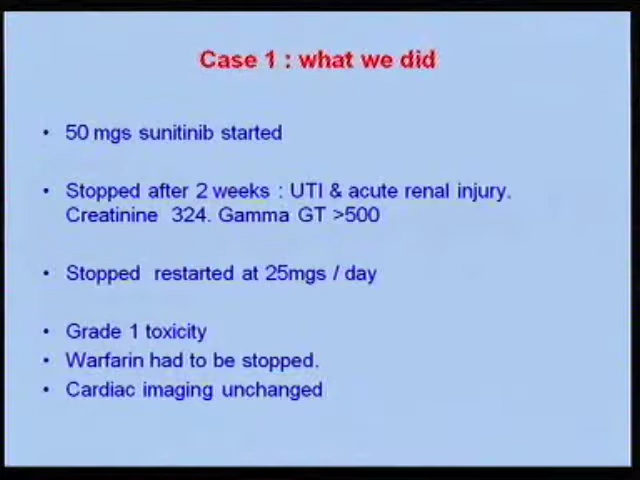 Case 1 : what we did
• 50 mgs sunitinib started
• Stopped after 2 weeks : UTI & acute renal injury.
Creatinine 324. Gamma GT >500
• Stopped restarted at 25mgs / day
• Grade 1 toxicity
• Warfarin had to be stopped.
• Cardiac imaging unchanged